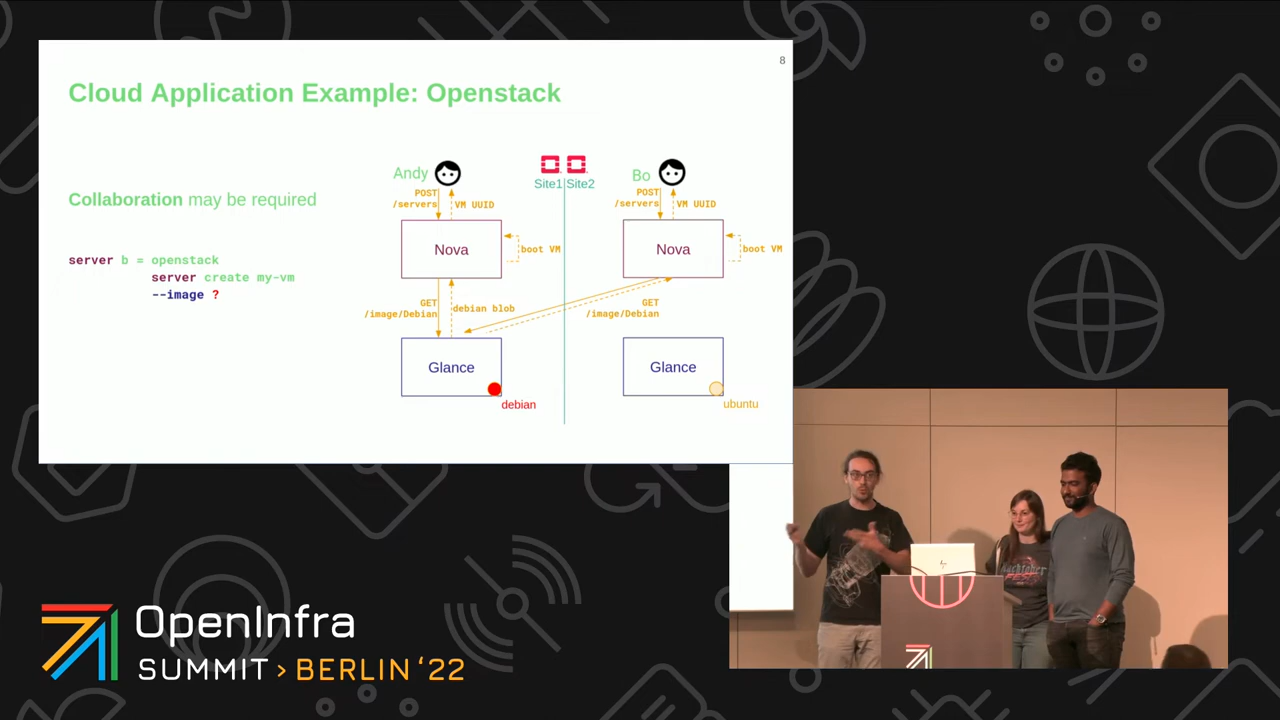 8
Cloud Application Example: Openstack
Collaboration may be required
server b = openstack
server create my-vm
--image ?
Andy
Site1 Site2
Bo
POST
/servers
VM UUID
POST
/servers
VM UUID
Nova
boot VM
Nova
boot VM
GET
/image/Debian
debian blob
GET
/image/Debian
Glance
debian
Glance
ubuntu
OpenInfra
SUMMIT > BERLIN ‘22